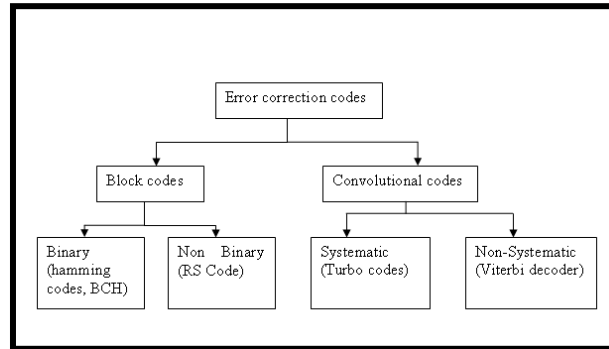 Error correction codes
Block codes
Convolutional codes
Binary
(hamming
codes, BCH)
Non Binary
(RS Code)
Systematic
(Turbo codes)
Non-Systematic
(Viterbi decoder)